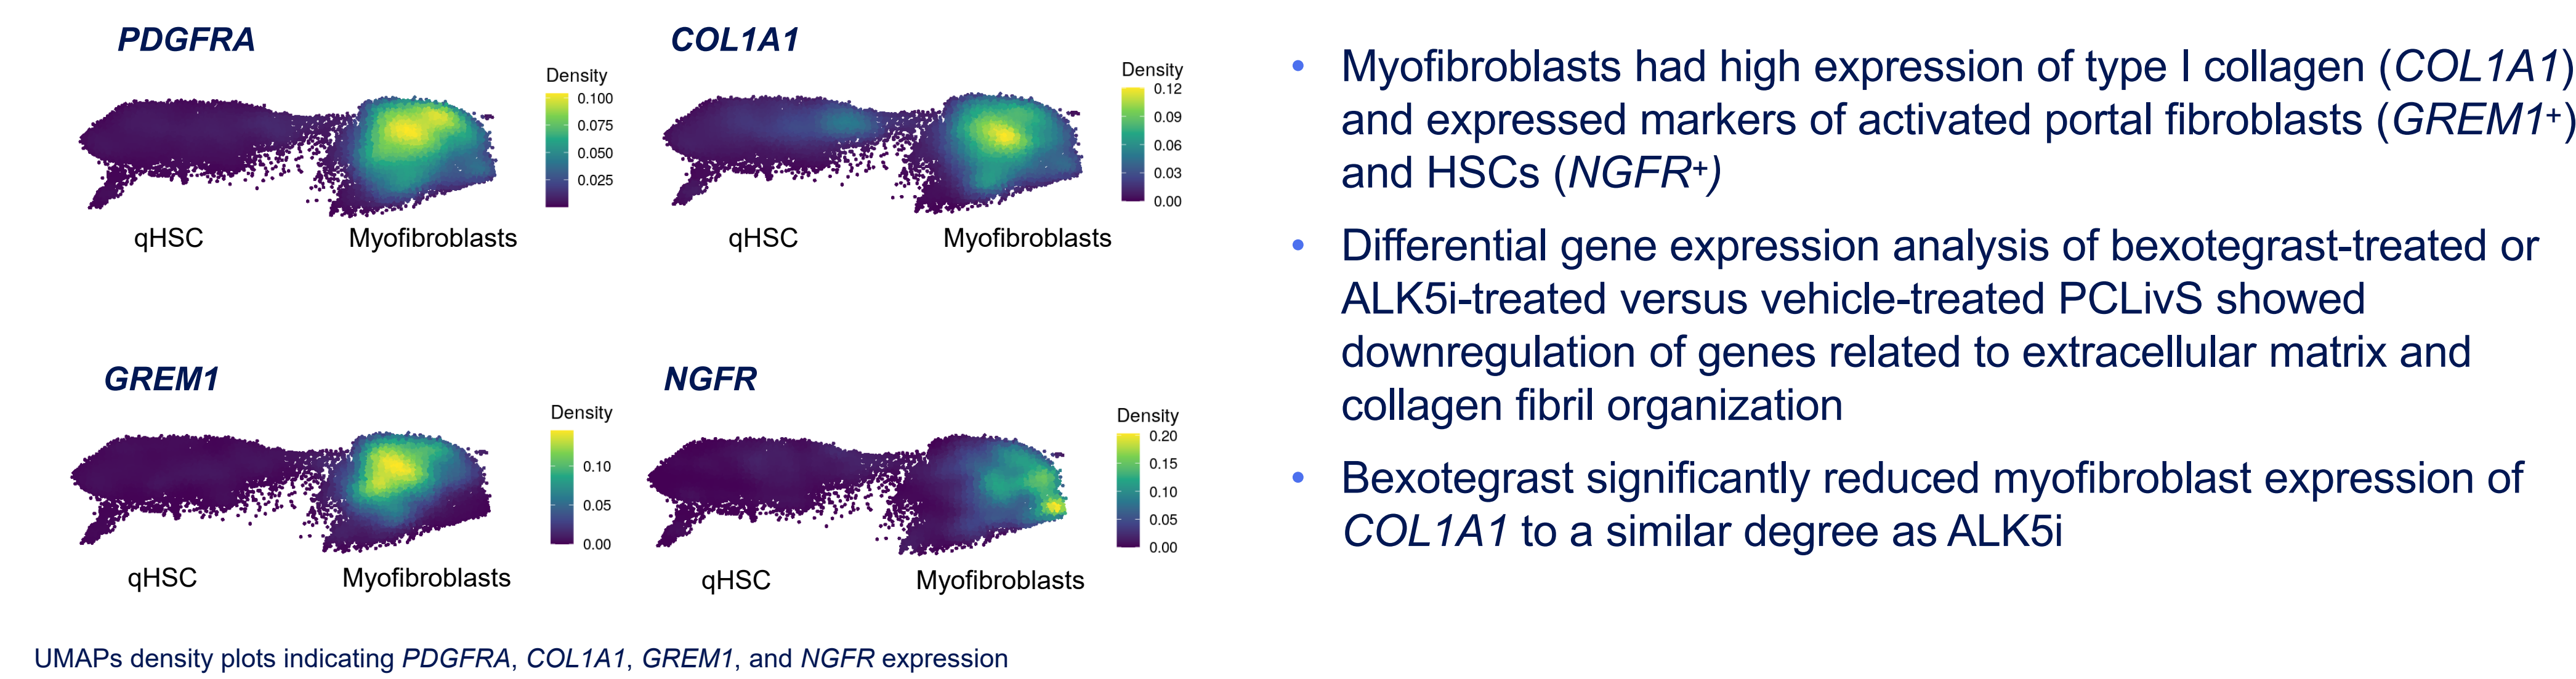 PDGFRA
Density
0.100
0.075
0.050
0.025
qHSC
Myofibroblasts
COL1A1
Density
0.12
0.09
0.06
0.03
0.00
qHSC
Myofibroblasts
GREM1
Density
0.10
0.05
0.00
qHSC
Myofibroblasts
NGFR
Density
0.20
0.15
0.10
0.05
0.00
qHSC
Myofibroblasts
UMAPs density plots indicating PDGFRA, COL1A1, GREM1, and NGFR expression
• Myofibroblasts had high expression of type I collagen (COL1A1)
and expressed markers of activated portal fibroblasts (GREM1⁺)
and HSCs (NGFR⁺)
• Differential gene expression analysis of bexotegrast-treated or
ALK5i-treated versus vehicle-treated PCLivS showed
downregulation of genes related to extracellular matrix and
collagen fibril organization
• Bexotegrast significantly reduced myofibroblast expression of
COL1A1 to a similar degree as ALK5i